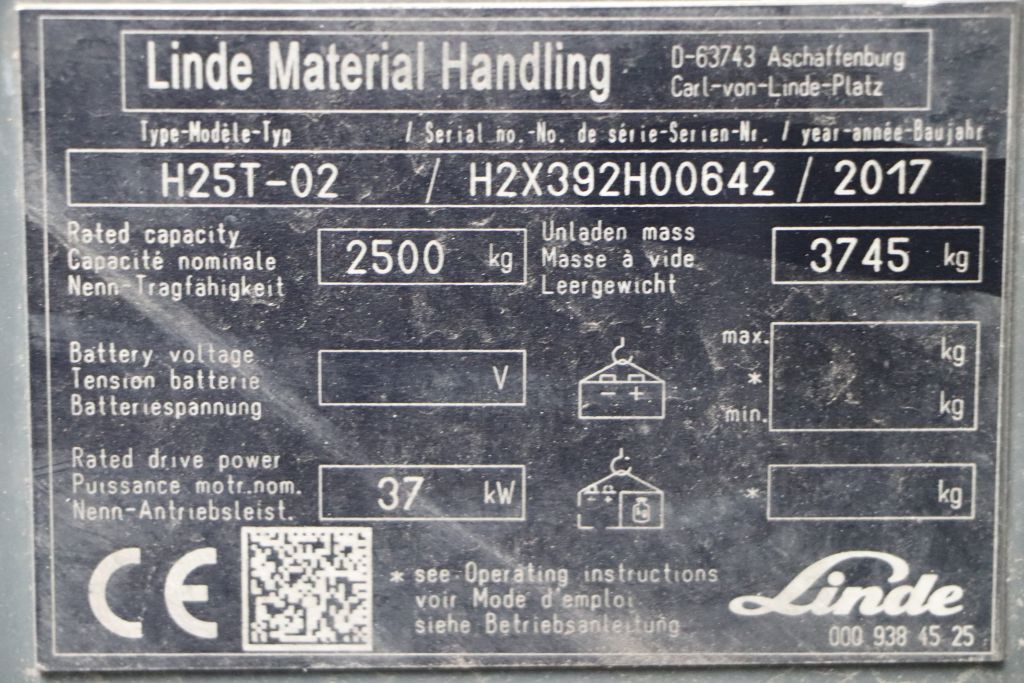 Linde Material Handling
D-63743 Aschaffenburg
Carl-von-Linde-Platz
Type-Modèle-Typ / Serial no.-No. de série-Serien-Nr. / year-année-Baujahr
H25T-02 / H2X392H00642 / 2017
Rated capacity
Capacité nominale
Nenn-Tragfähigkeit
2500 kg
Unladen mass
Masse à vide
Leergewicht
3745 kg
Battery voltage
Tension batterie
Batteriespannung
V
- +
max. kg
*
min. kg
Rated drive power
Puissance motr.nom.
Nenn-Antriebsleist.
37 kW
* kg
CE
* see Operating instructions
voir Mode d'emploi
siehe Betriebsanleitung
Linde
000 938 45 25